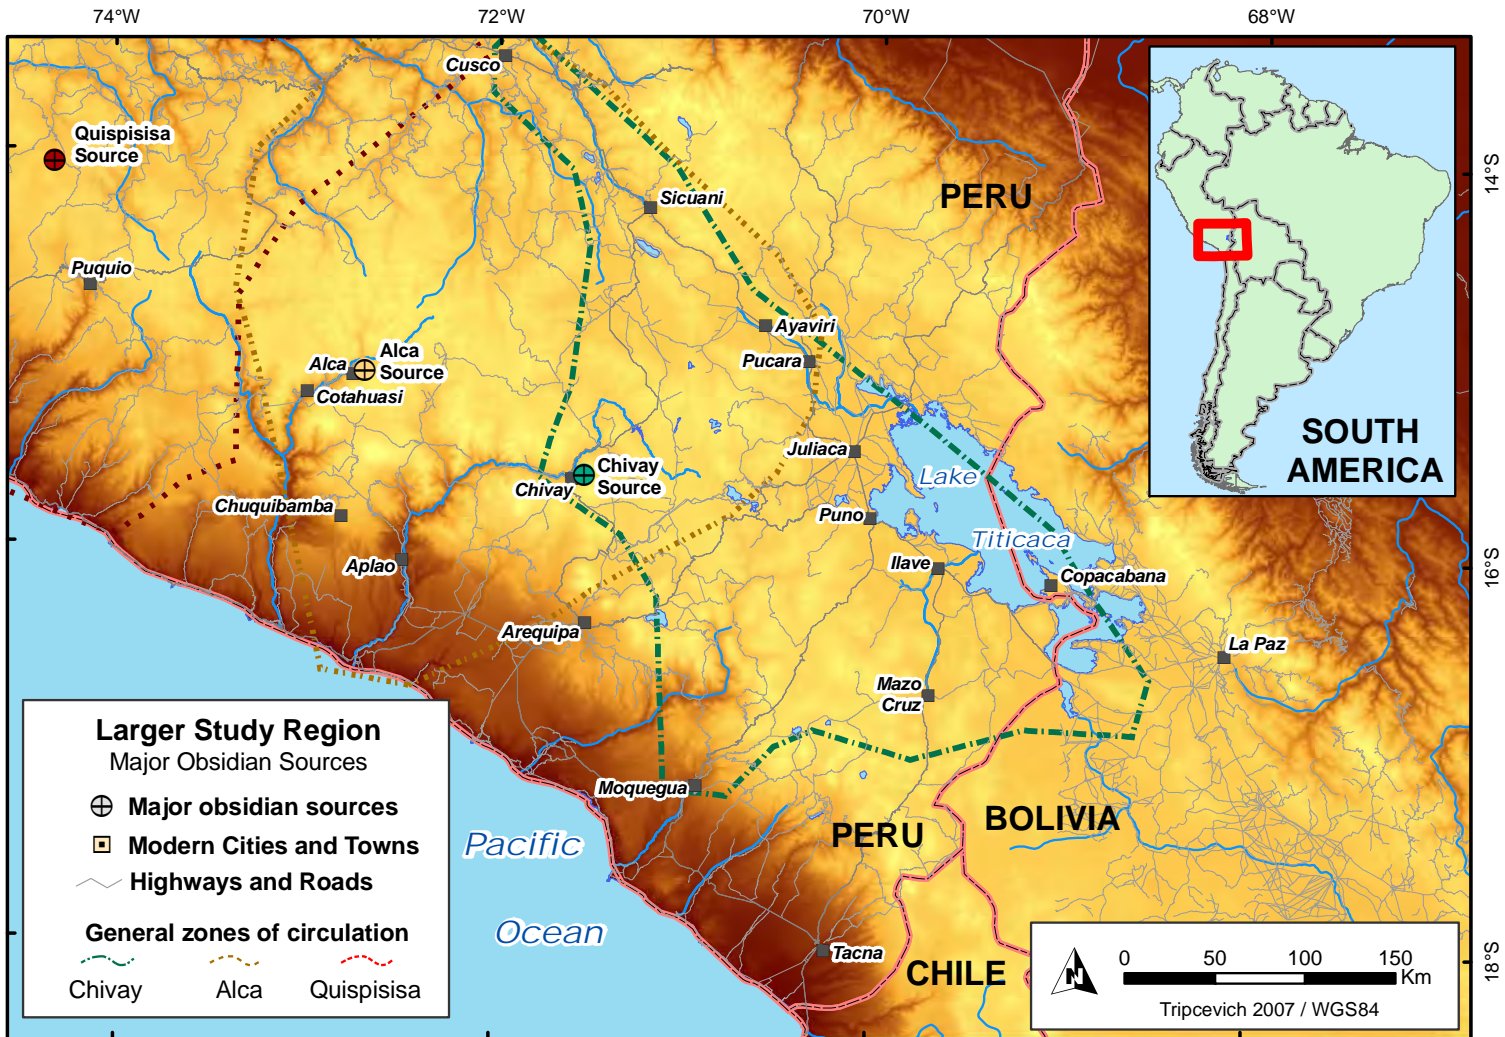 74°W
72°W
70°W
68°W
Cusco
Quispisisa
Source
PERU
14°S
Sicuani
Puquio
Ayaviri
Pucara
Alca
Alca
Source
Cotahuasi
SOUTH
AMERICA
Juliaca
Lake
Chivay
Source
Chivay
Chuquibamba
Puno
Titicaca
Ilave
Copacabana
16°S
Aplao
Arequipa
La Paz
Mazo
Cruz
Larger Study Region
Major Obsidian Sources
Major obsidian sources
Modern Cities and Towns
Highways and Roads
General zones of circulation
Chivay
Alca
Quispisisa
Moquegua
Pacific
Ocean
PERU
BOLIVIA
Tacna
CHILE
N
0
50
100
150
Km
Tripcevich 2007 / WGS84
18°S